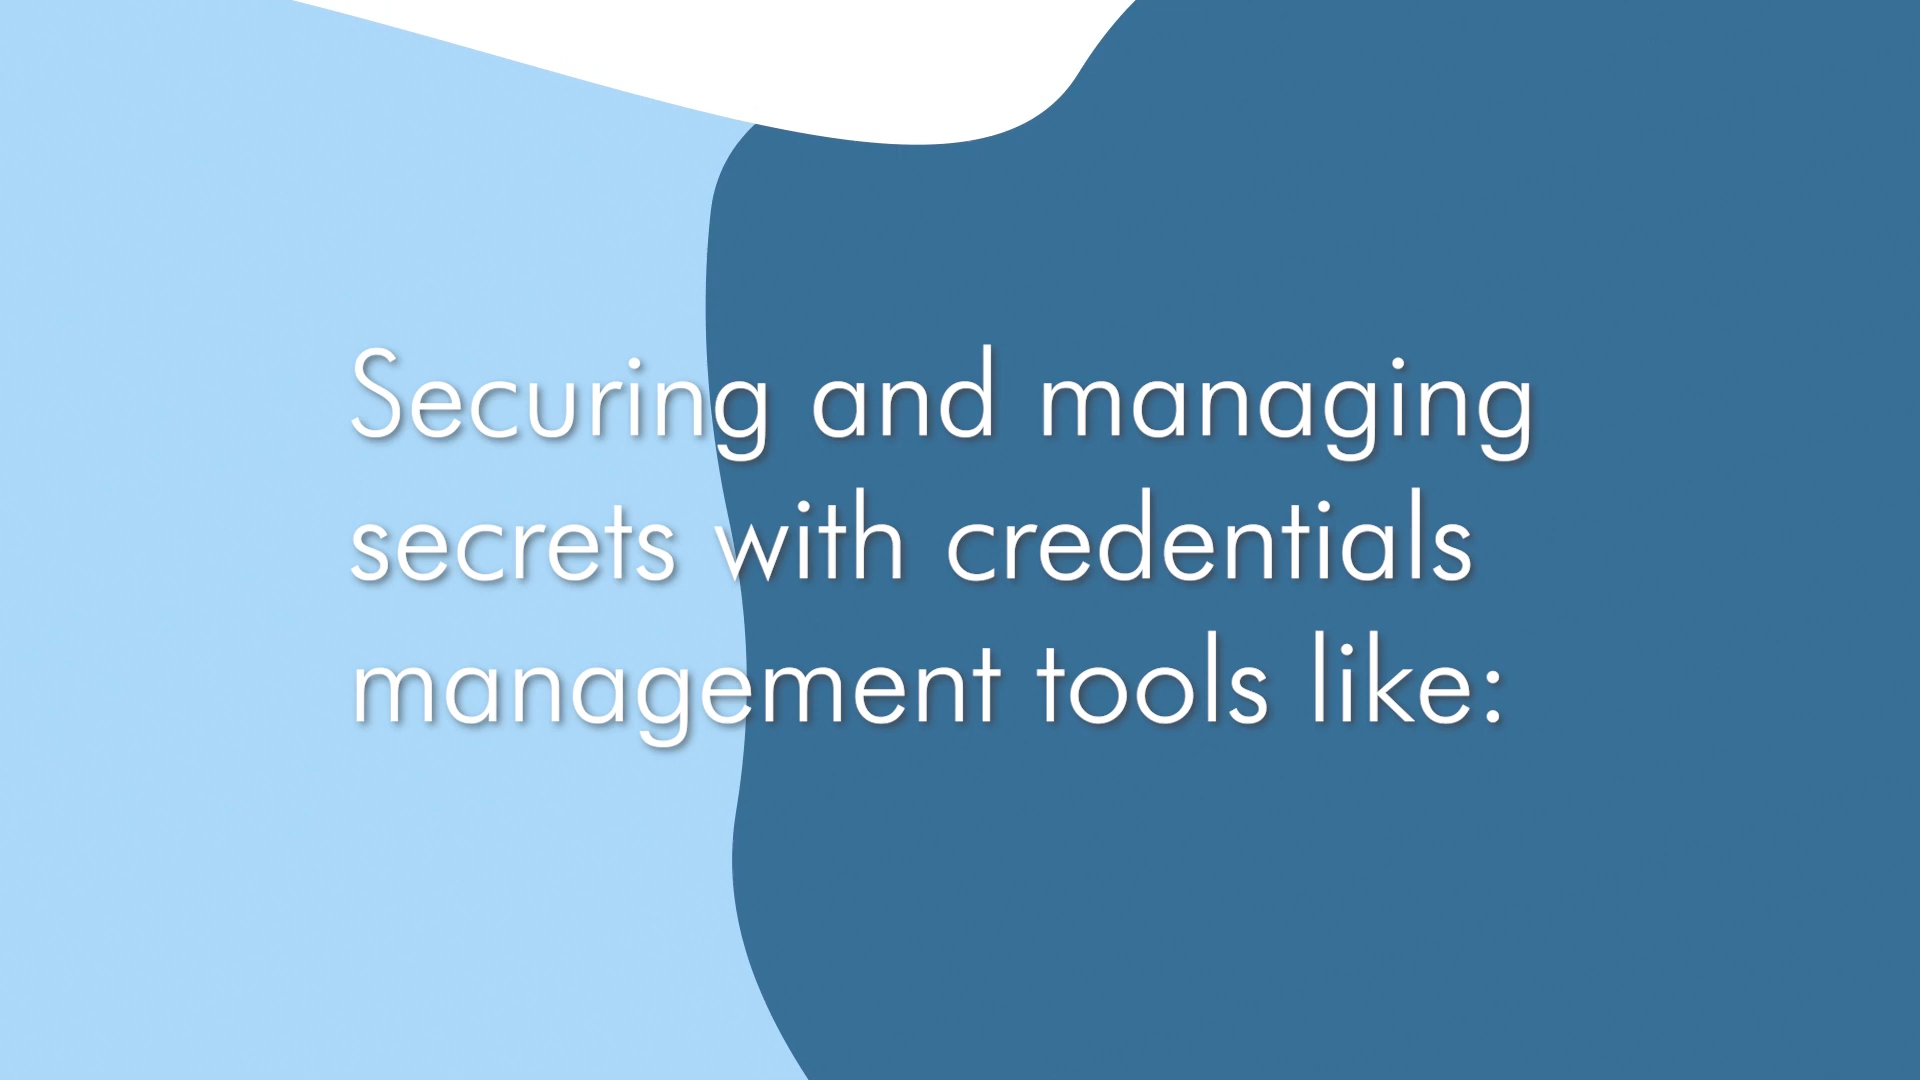 Securing and managing
secrets with credentials
management tools like: